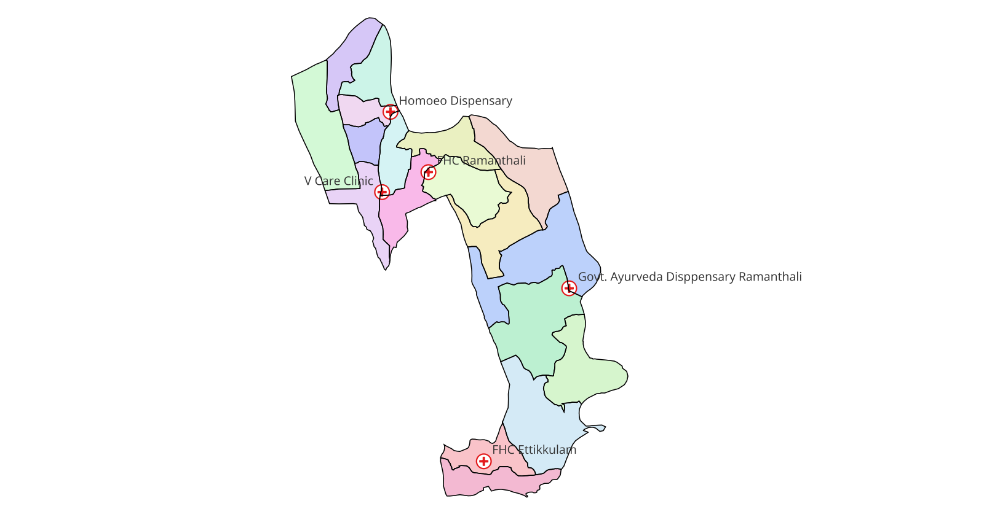 Homoeo Dispensary
FHC Ramanthali
V Care Clinic
Govt. Ayurveda Disppensary Ramanthali
FHC Ettikkulam